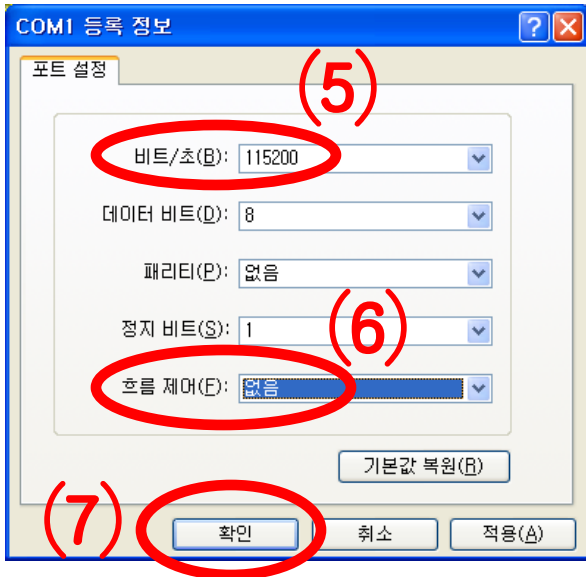 COM1 등록 정보
포트 설정
(5)
비트/초(B): 115200
데이터 비트(D): 8
패리티(P): 없음
정지 비트(S): 1
(6)
흐름 제어(F): 없음
기본값 복원(R)
(7)
확인 취소 적용(A)